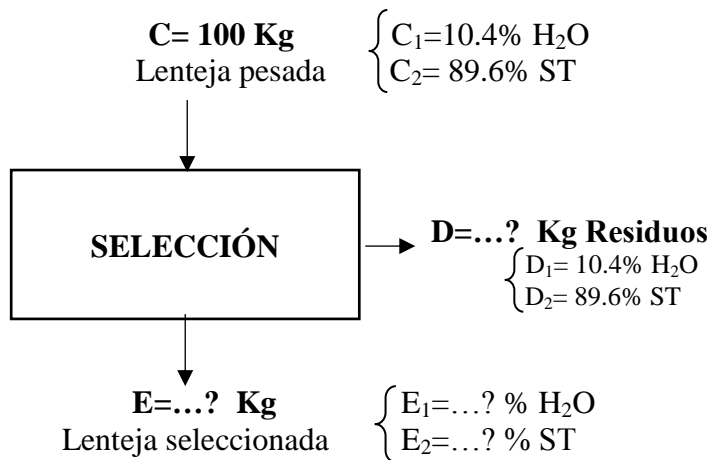 C= 100 Kg
Lenteja pesada
C₁=10.4% H₂O
C₂= 89.6% ST
SELECCIÓN
D=…? Kg Residuos
D₁= 10.4% H₂O
D₂= 89.6% ST
E=…? Kg
Lenteja seleccionada
E₁=…? % H₂O
E₂=…? % ST